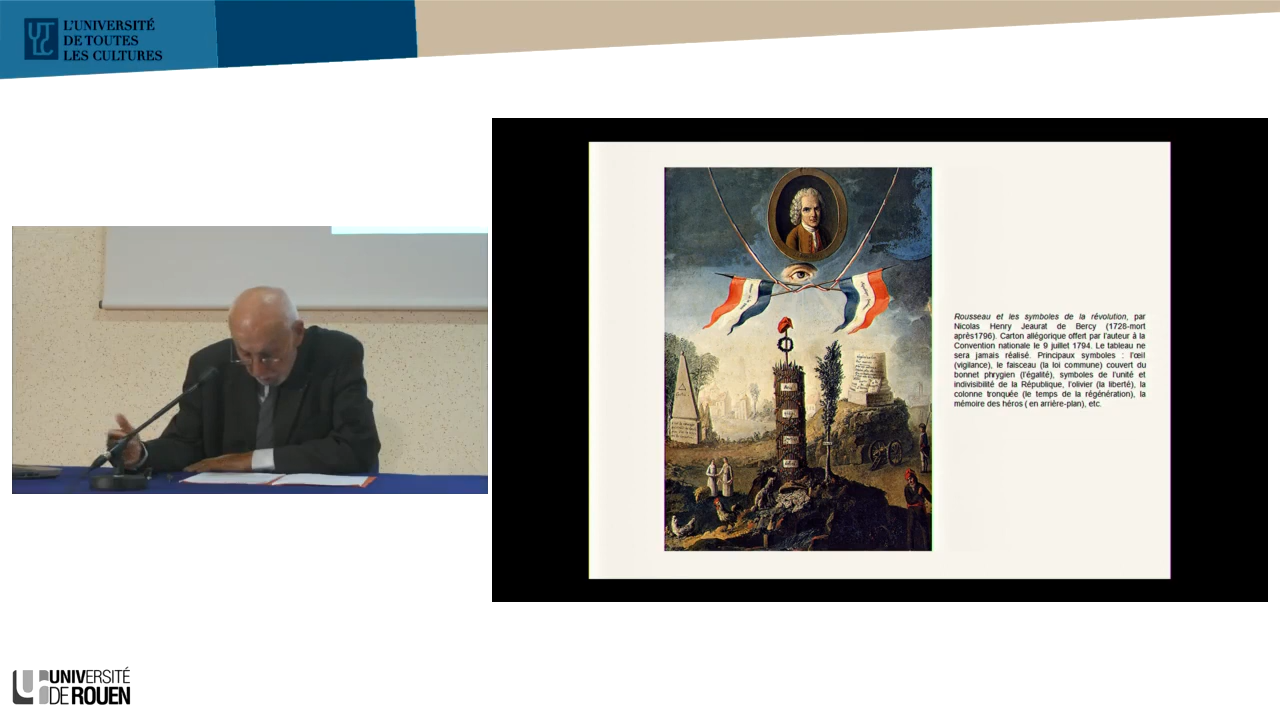 L'UNIVERSITÉ
DE TOUTES
LES CULTURES
Rousseau et les symboles de la révolution, par
Nicolas Henry Jeaurat de Bercy (1728-mort
après1796). Carton allégorique offert par l'auteur à la
Convention nationale le 9 juillet 1794. Le tableau ne
sera jamais réalisé. Principaux symboles : l'œil
(vigilance), le faisceau (la loi commune) couvert du
bonnet phrygien (l'égalité), symboles de l'unité et
indivisibilité de la République, l'olivier (la liberté), la
colonne tronquée (le temps de la régénération), la
mémoire des héros ( en arrière-plan), etc.
UNIVERSITÉ
DE ROUEN